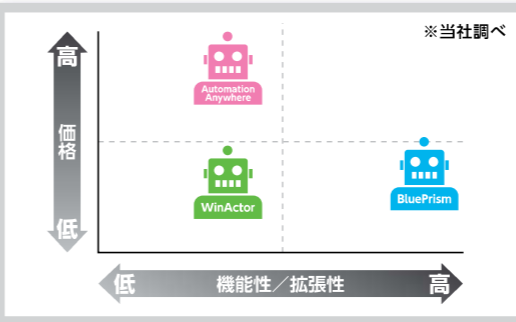 ※当社調べ
高
価格
低
Automation
Anywhere
WinActor
BluePrism
低
機能性／拡張性
高